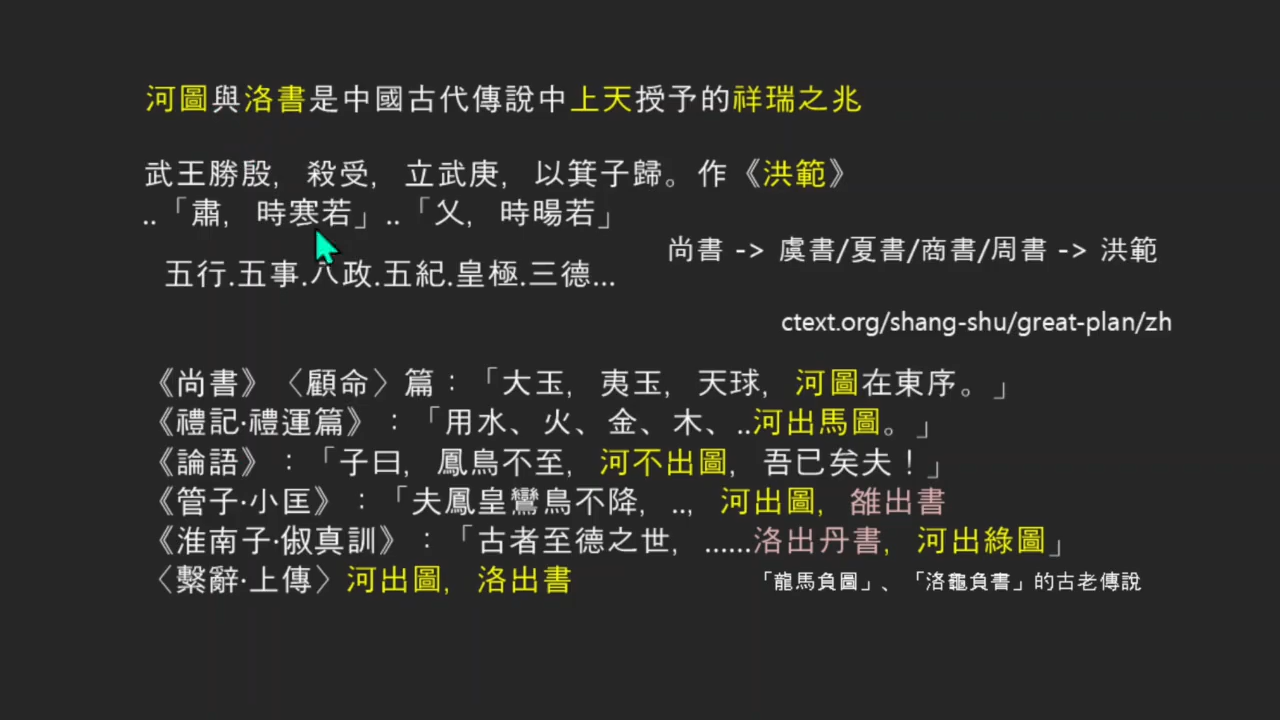 河圖與洛書是中國古代傳說中上天授予的祥瑞之兆
武王勝殷, 殺受, 立武庚, 以箕子歸。作《洪範》
..「肅, 時寒若」..「乂, 時暘若」
尚書 -> 虞書/夏書/商書/周書 -> 洪範
五行.五事.八政.五紀.皇極.三德...
ctext.org/shang-shu/great-plan/zh
《尚書》〈顧命〉篇：「大玉, 夷玉, 天球, 河圖在東序。」
《禮記·禮運篇》：「用水、火、金、木、..河出馬圖。」
《論語》：「子曰, 鳳鳥不至, 河不出圖, 吾已矣夫！」
《管子·小匡》：「夫鳳皇鸞鳥不降, .., 河出圖, 雒出書
《淮南子·俶真訓》：「古者至德之世, ......洛出丹書, 河出綠圖」
〈繫辭·上傳〉河出圖, 洛出書
「龍馬負圖」、「洛龜負書」的古老傳說